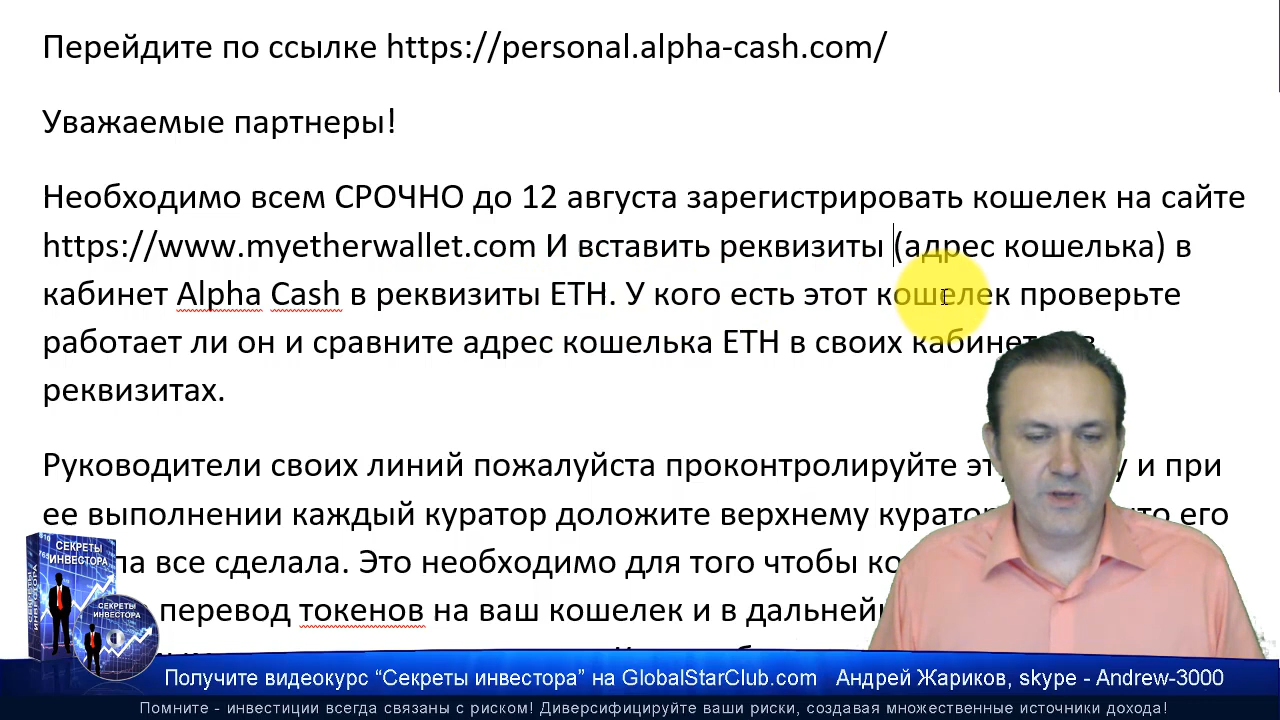 Перейдите по ссылке https://personal.alpha-cash.com/
Уважаемые партнеры!
Необходимо всем СРОЧНО до 12 августа зарегистрировать кошелек на сайте
https://www.myetherwallet.com И вставить реквизиты (адрес кошелька) в
кабинет Alpha Cash в реквизиты ETH. У кого есть этот кошелек проверьте
работает ли он и сравните адрес кошелька ETH в своих кабинет
реквизитах.
Руководители своих линий пожалуйста проконтролируйте и при
ее выполнении каждый куратор доложите верхнему куратор его
все сделала. Это необходимо для того чтобы
перевод токенов на ваш кошелек и в
СЕКРЕТЫ
ИНВЕСТОРА
СЕКРЕТЫ
ИНВЕСТОРА
Получите видеокурс “Секреты инвестора” на GlobalStarClub.com Андрей Жариков, skype - Andrew-3000
Помните - инвестиции всегда связаны с риском! Диверсифицируйте ваши риски, создавая множественные источники дохода!